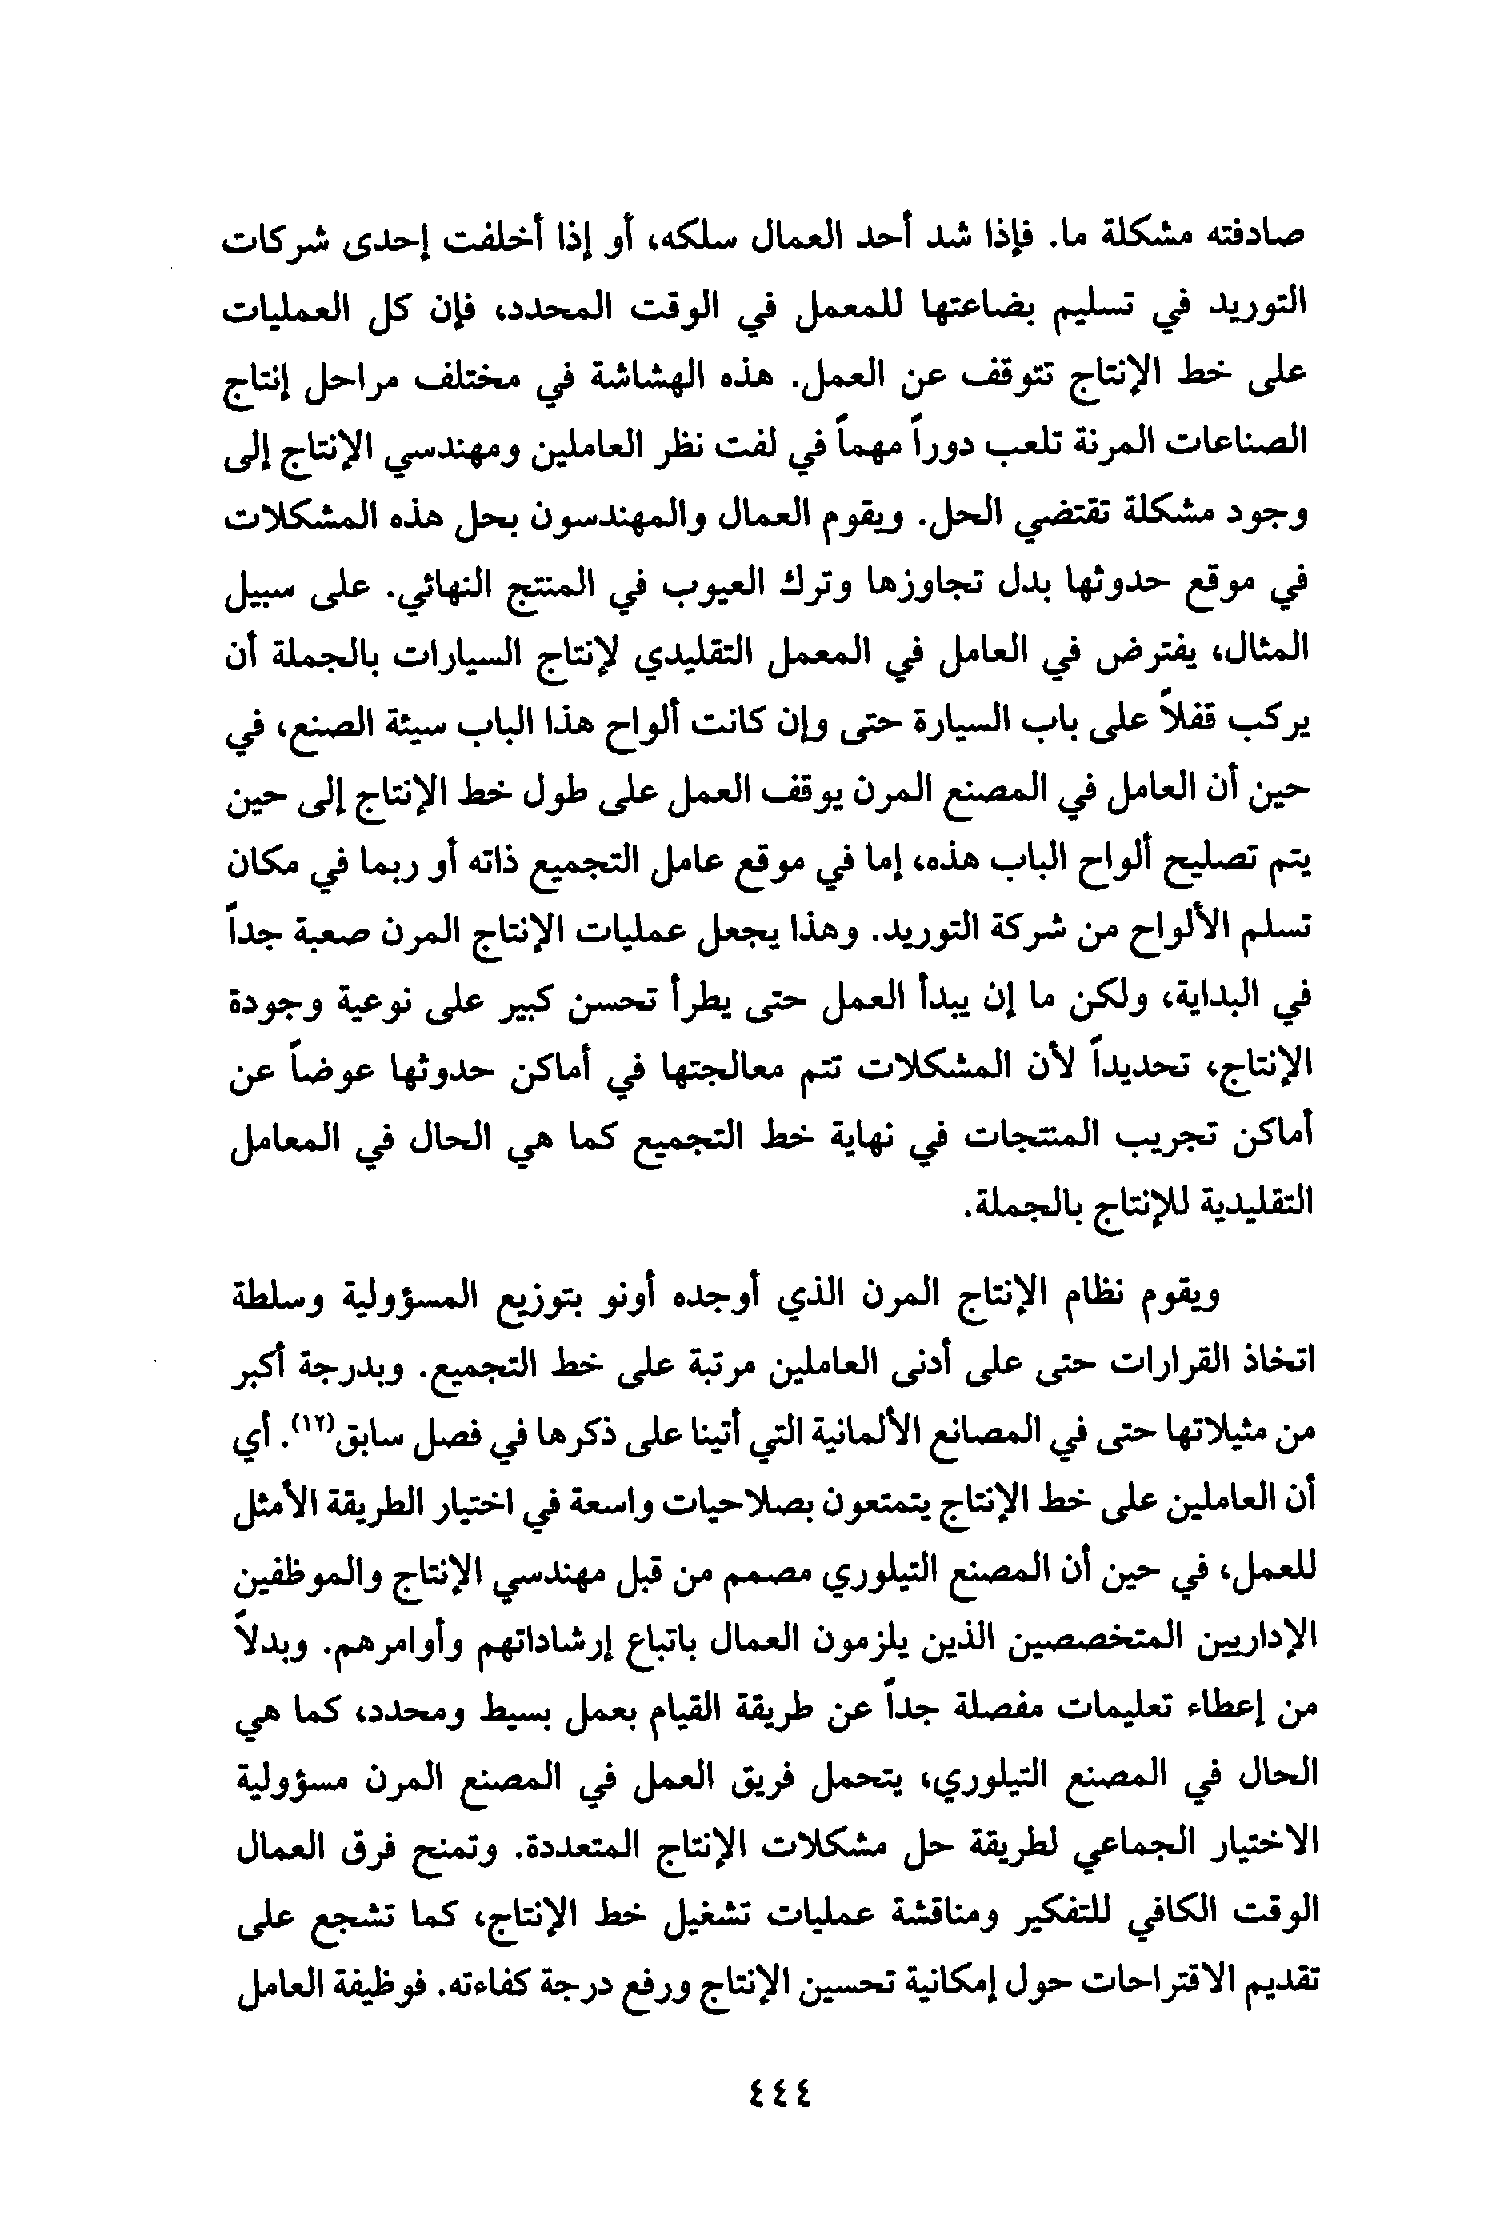 صادفته مشكلة ما. فإذا شد أحد العمال سلكه، أو إذا أخلفت إحدى شركات
التوريد في تسليم بضاعتها للمعمل في الوقت المحدد، فإن كل العمليات
على خط الإنتاج تتوقف عن العمل. هذه الهشاشة في مختلف مراحل إنتاج
الصناعات المرنة تلعب دوراً مهماً في لفت نظر العاملين ومهندسي الإنتاج إلى
وجود مشكلة تقتضي الحل. ويقوم العمال والمهندسون بحل هذه المشكلات
في موقع حدوثها بدل تجاوزها وترك العيوب في المنتج النهائي. على سبيل
المثال، يفترض في العامل في المعمل التقليدي لإنتاج السيارات بالجملة أن
يركب قفلاً على باب السيارة حتى وإن كانت ألواح هذا الباب سيئة الصنع، في
حين أن العامل في المصنع المرن يوقف العمل على طول خط الإنتاج إلى حين
يتم تصليح ألواح الباب هذه، إما في موقع عامل التجميع ذاته أو ربما في مكان
تسلم الألواح من شركة التوريد. وهذا يجعل عمليات الإنتاج المرن صعبة جداً
في البداية، ولكن ما إن يبدأ العمل حتى يطرأ تحسن كبير على نوعية وجودة
الإنتاج، تحديداً لأن المشكلات تتم معالجتها في أماكن حدوثها عوضاً عن
أماكن تجريب المنتجات في نهاية خط التجميع كما هي الحال في المعامل
التقليدية للإنتاج بالجملة.
ويقوم نظام الإنتاج المرن الذي أوجده أونو بتوزيع المسؤولية وسلطة
اتخاذ القرارات حتى على أدنى العاملين مرتبة على خط التجميع. وبدرجة أكبر
من مثيلاتها حتى في المصانع الألمانية التي أتينا على ذكرها في فصل سابق(١٢). أي
أن العاملين على خط الإنتاج يتمتعون بصلاحيات واسعة في اختيار الطريقة الأمثل
للعمل، في حين أن المصنع التيلوري مصمم من قبل مهندسي الإنتاج والموظفين
الإداريين المتخصصين الذين يلزمون العمال باتباع إرشاداتهم وأوامرهم. وبدلاً
من إعطاء تعليمات مفصلة جداً عن طريقة القيام بعمل بسيط ومحدد، كما هي
الحال في المصنع التيلوري، يتحمل فريق العمل في المصنع المرن مسؤولية
الاختيار الجماعي لطريقة حل مشكلات الإنتاج المتعددة. وتمنح فرق العمال
الوقت الكافي للتفكير ومناقشة عمليات تشغيل خط الإنتاج، كما تشجع على
تقديم الاقتراحات حول إمكانية تحسين الإنتاج ورفع درجة كفاءته. فوظيفة العامل
٤٤٤